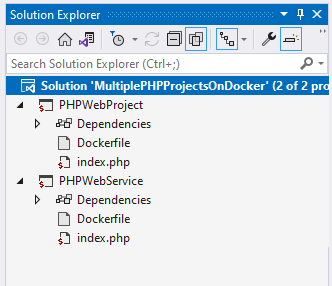 Solution Explorer
Search Solution Explorer (Ctrl+;)
Solution 'MultiplePHPProjectsOnDocker' (2 of 2 pro
PHPWebProject
Dependencies
Dockerfile
index.php
PHPWebService
Dependencies
Dockerfile
index.php